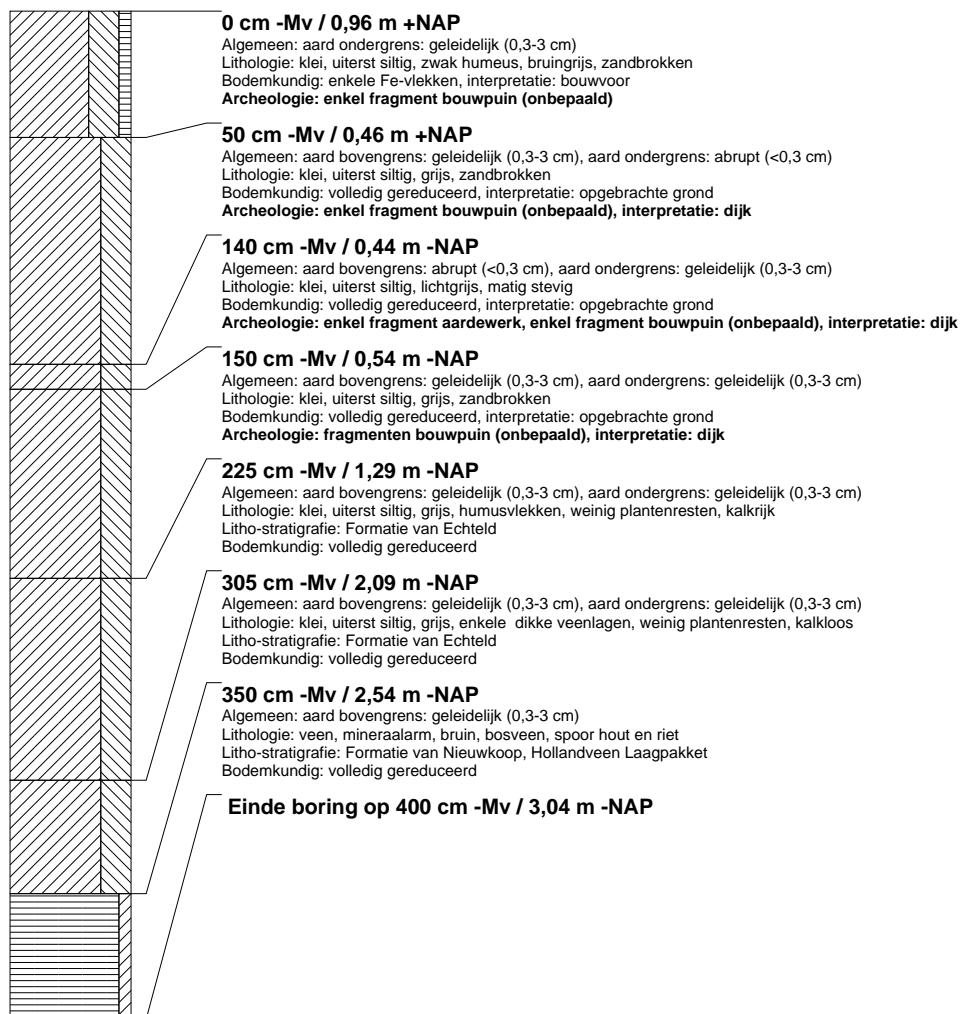 0 cm -Mv / 0,96 m +NAP
Algemeen: aard ondergrens: geleidelijk (0,3-3 cm)
Lithologie: klei, uiterst siltig, zwak humeus, bruingrijs, zandbrokken
Bodemkundig: enkele Fe-vlekken, interpretatie: bouwvoor
Archeologie: enkel fragment bouwpuin (onbepaald)
50 cm -Mv / 0,46 m +NAP
Algemeen: aard bovengrens: geleidelijk (0,3-3 cm), aard ondergrens: abrupt (<0,3 cm)
Lithologie: klei, uiterst siltig, grijs, zandbrokken
Bodemkundig: volledig gereduceerd, interpretatie: opgebrachte grond
Archeologie: enkel fragment bouwpuin (onbepaald), interpretatie: dijk
140 cm -Mv / 0,44 m -NAP
Algemeen: aard bovengrens: abrupt (<0,3 cm), aard ondergrens: geleidelijk (0,3-3 cm)
Lithologie: klei, uiterst siltig, lichtgrijs, matig stevig
Bodemkundig: volledig gereduceerd, interpretatie: opgebrachte grond
Archeologie: enkel fragment aardewerk, enkel fragment bouwpuin (onbepaald), interpretatie: dijk
150 cm -Mv / 0,54 m -NAP
Algemeen: aard bovengrens: geleidelijk (0,3-3 cm), aard ondergrens: geleidelijk (0,3-3 cm)
Lithologie: klei, uiterst siltig, grijs, zandbrokken
Bodemkundig: volledig gereduceerd, interpretatie: opgebrachte grond
Archeologie: fragmenten bouwpuin (onbepaald), interpretatie: dijk
225 cm -Mv / 1,29 m -NAP
Algemeen: aard bovengrens: geleidelijk (0,3-3 cm), aard ondergrens: geleidelijk (0,3-3 cm)
Lithologie: klei, uiterst siltig, grijs, humusvlekken, weinig plantenresten, kalkrijk
Litho-stratigrafie: Formatie van Echteld
Bodemkundig: volledig gereduceerd
305 cm -Mv / 2,09 m -NAP
Algemeen: aard bovengrens: geleidelijk (0,3-3 cm), aard ondergrens: geleidelijk (0,3-3 cm)
Lithologie: klei, uiterst siltig, grijs, enkele  dikke veenlagen, weinig plantenresten, kalkloos
Litho-stratigrafie: Formatie van Echteld
Bodemkundig: volledig gereduceerd
350 cm -Mv / 2,54 m -NAP
Algemeen: aard bovengrens: geleidelijk (0,3-3 cm)
Lithologie: veen, mineraalarm, bruin, bosveen, spoor hout en riet
Litho-stratigrafie: Formatie van Nieuwkoop, Hollandveen Laagpakket
Bodemkundig: volledig gereduceerd
Einde boring op 400 cm -Mv / 3,04 m -NAP